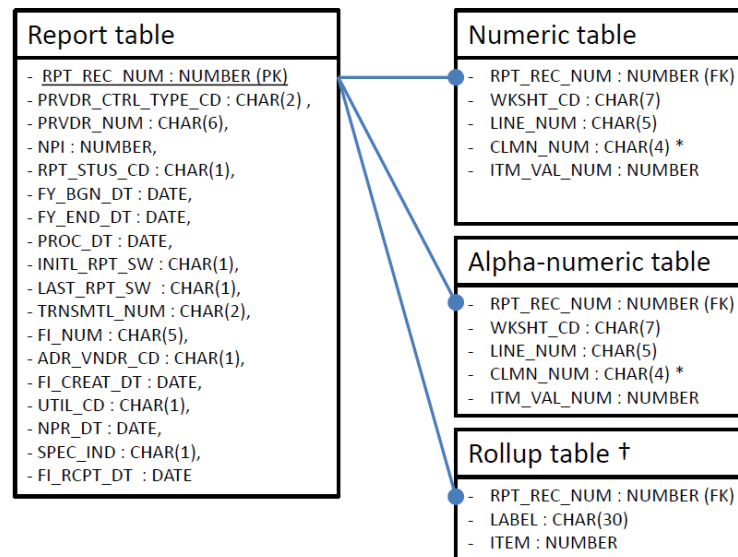 Report table
- RPT_REC_NUM : NUMBER (PK)
- PRVDR_CTRL_TYPE_CD : CHAR(2) ,
- PRVDR_NUM : CHAR(6),
- NPI : NUMBER,
- RPT_STUS_CD : CHAR(1),
- FY_BGN_DT : DATE,
- FY_END_DT : DATE,
- PROC_DT : DATE,
- INITL_RPT_SW : CHAR(1),
- LAST_RPT_SW : CHAR(1),
- TRNSMTL_NUM : CHAR(2),
- FI_NUM : CHAR(5),
- ADR_VNDR_CD : CHAR(1),
- FI_CREAT_DT : DATE,
- UTIL_CD : CHAR(1),
- NPR_DT : DATE,
- SPEC_IND : CHAR(1),
- FI_RCPT_DT : DATE
Numeric table
- RPT_REC_NUM : NUMBER (FK)
- WKSHT_CD : CHAR(7)
- LINE_NUM : CHAR(5)
- CLMN_NUM : CHAR(4) *
- ITM_VAL_NUM : NUMBER
Alpha-numeric table
- RPT_REC_NUM : NUMBER (FK)
- WKSHT_CD : CHAR(7)
- LINE_NUM : CHAR(5)
- CLMN_NUM : CHAR(4) *
- ITM_VAL_NUM : NUMBER
Rollup table †
- RPT_REC_NUM : NUMBER (FK)
- LABEL : CHAR(30)
- ITEM : NUMBER